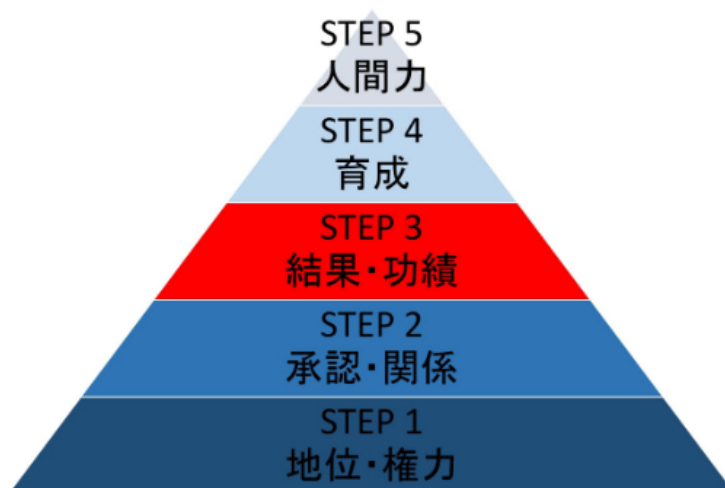 STEP 5
人間力
STEP 4
育成
STEP 3
結果・功績
STEP 2
承認・関係
STEP 1
地位・権力